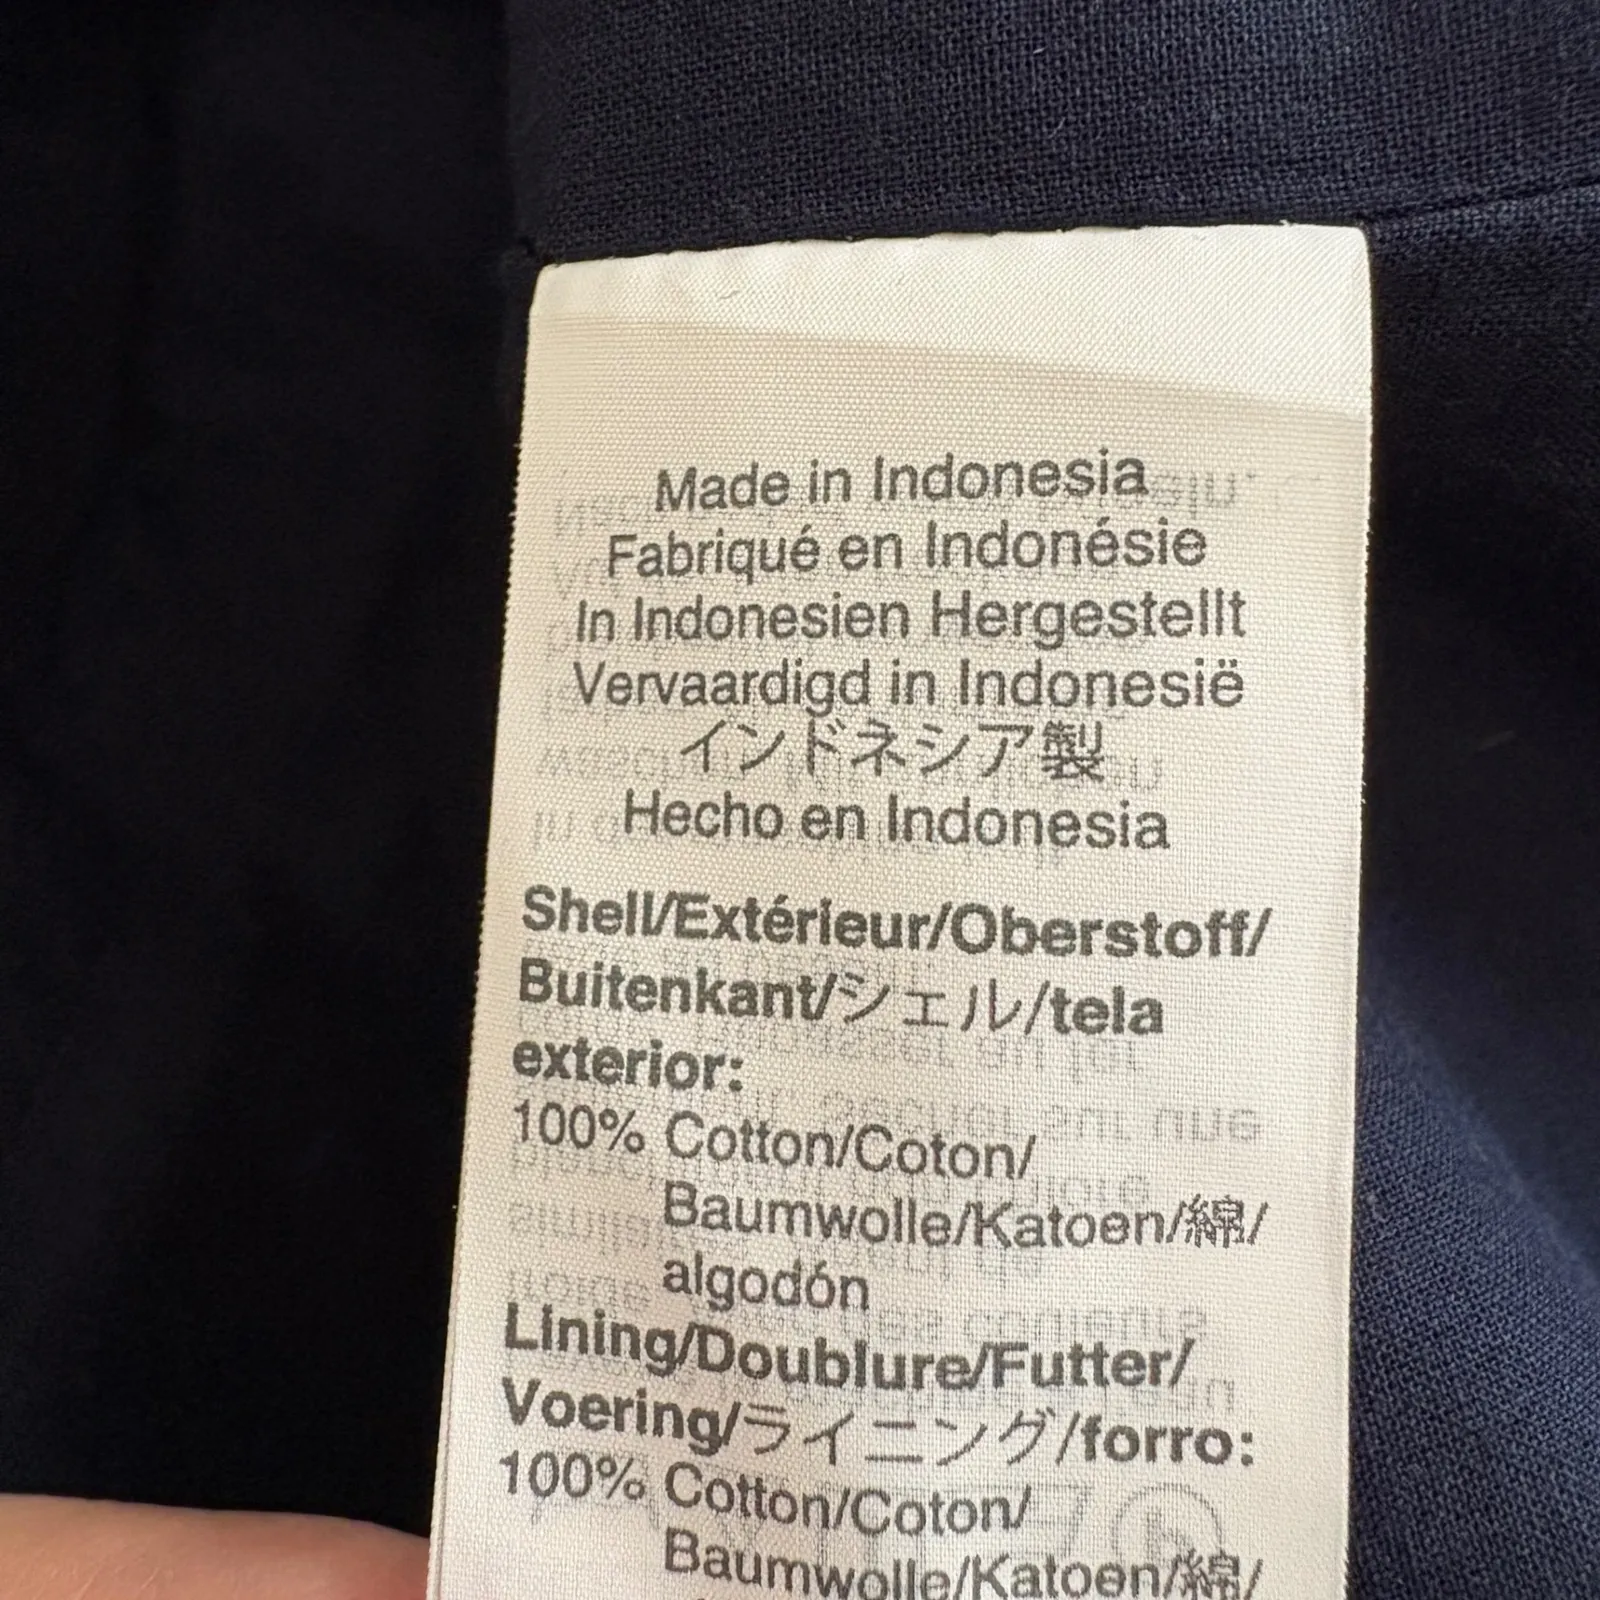 Made in Indonesia
Fabriqué en Indonésie
In Indonesien Hergestellt
Vervaardigd in Indonesië
インドネシア製
Hecho en Indonesia
Shell/Extérieur/Oberstoff/
Buitenkant/シェル/tela
exterior:
100% Cotton/Coton/
Baumwolle/Katoen/綿/
algodón
Lining/Doublure/Futter/
Voering/ライニング/forro:
100% Cotton/Coton/
Baumwolle/Katoen/綿/